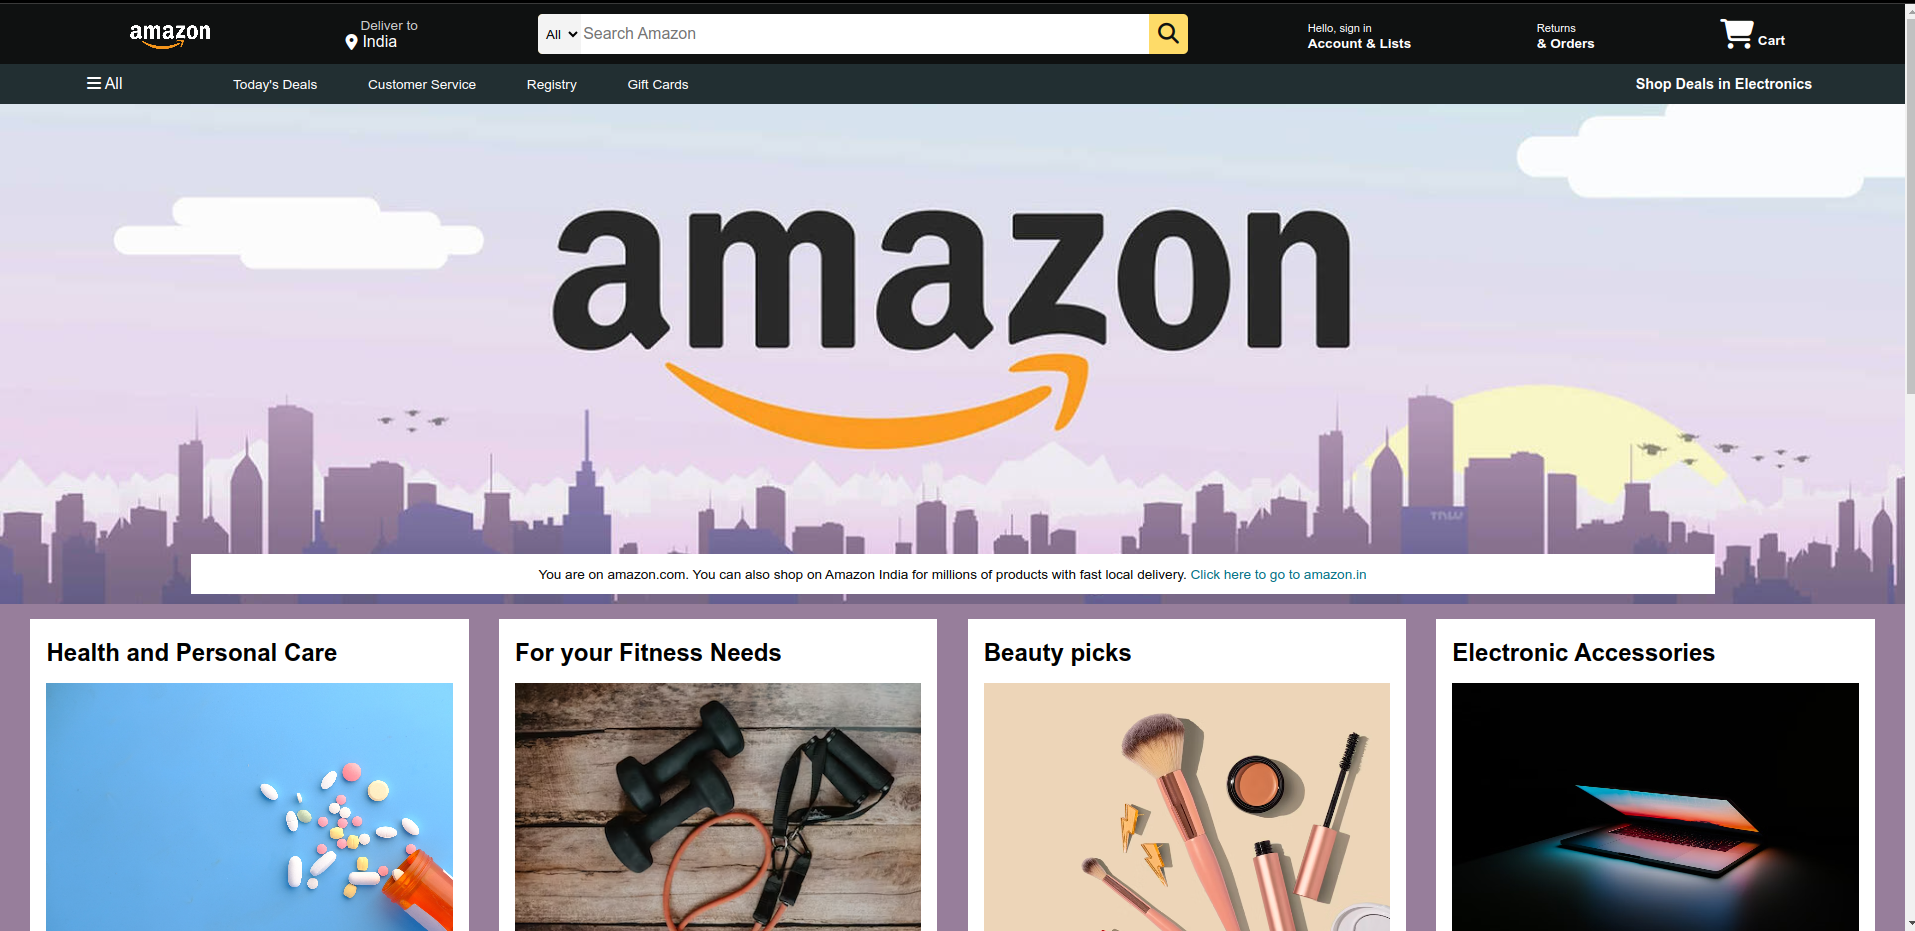 amazon
Deliver to
India
All
Search Amazon
Hello, sign in
Account & Lists
Returns
& Orders
Cart
All
Today's Deals
Customer Service
Registry
Gift Cards
Shop Deals in Electronics
amazon
TNW
You are on amazon.com. You can also shop on Amazon India for millions of products with fast local delivery. Click here to go to amazon.in
Health and Personal Care
For your Fitness Needs
Beauty picks
Electronic Accessories